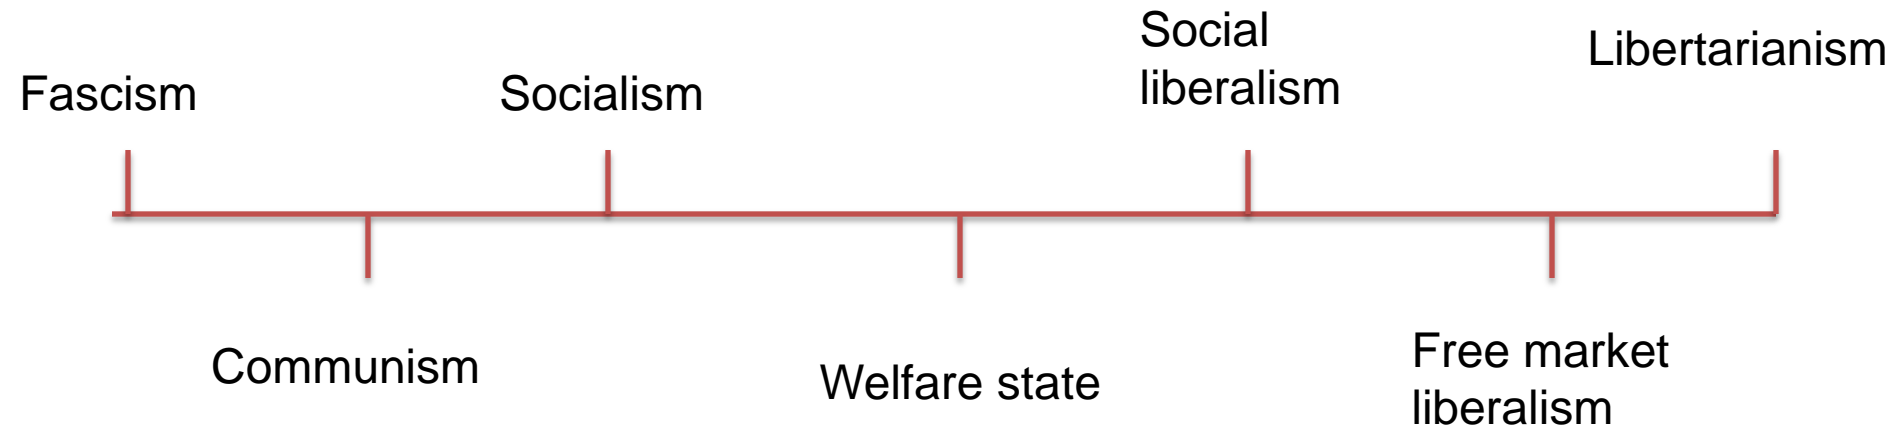 Social
liberalism
Libertarianism
Fascism
Socialism
Communism
Welfare state
Free market
liberalism